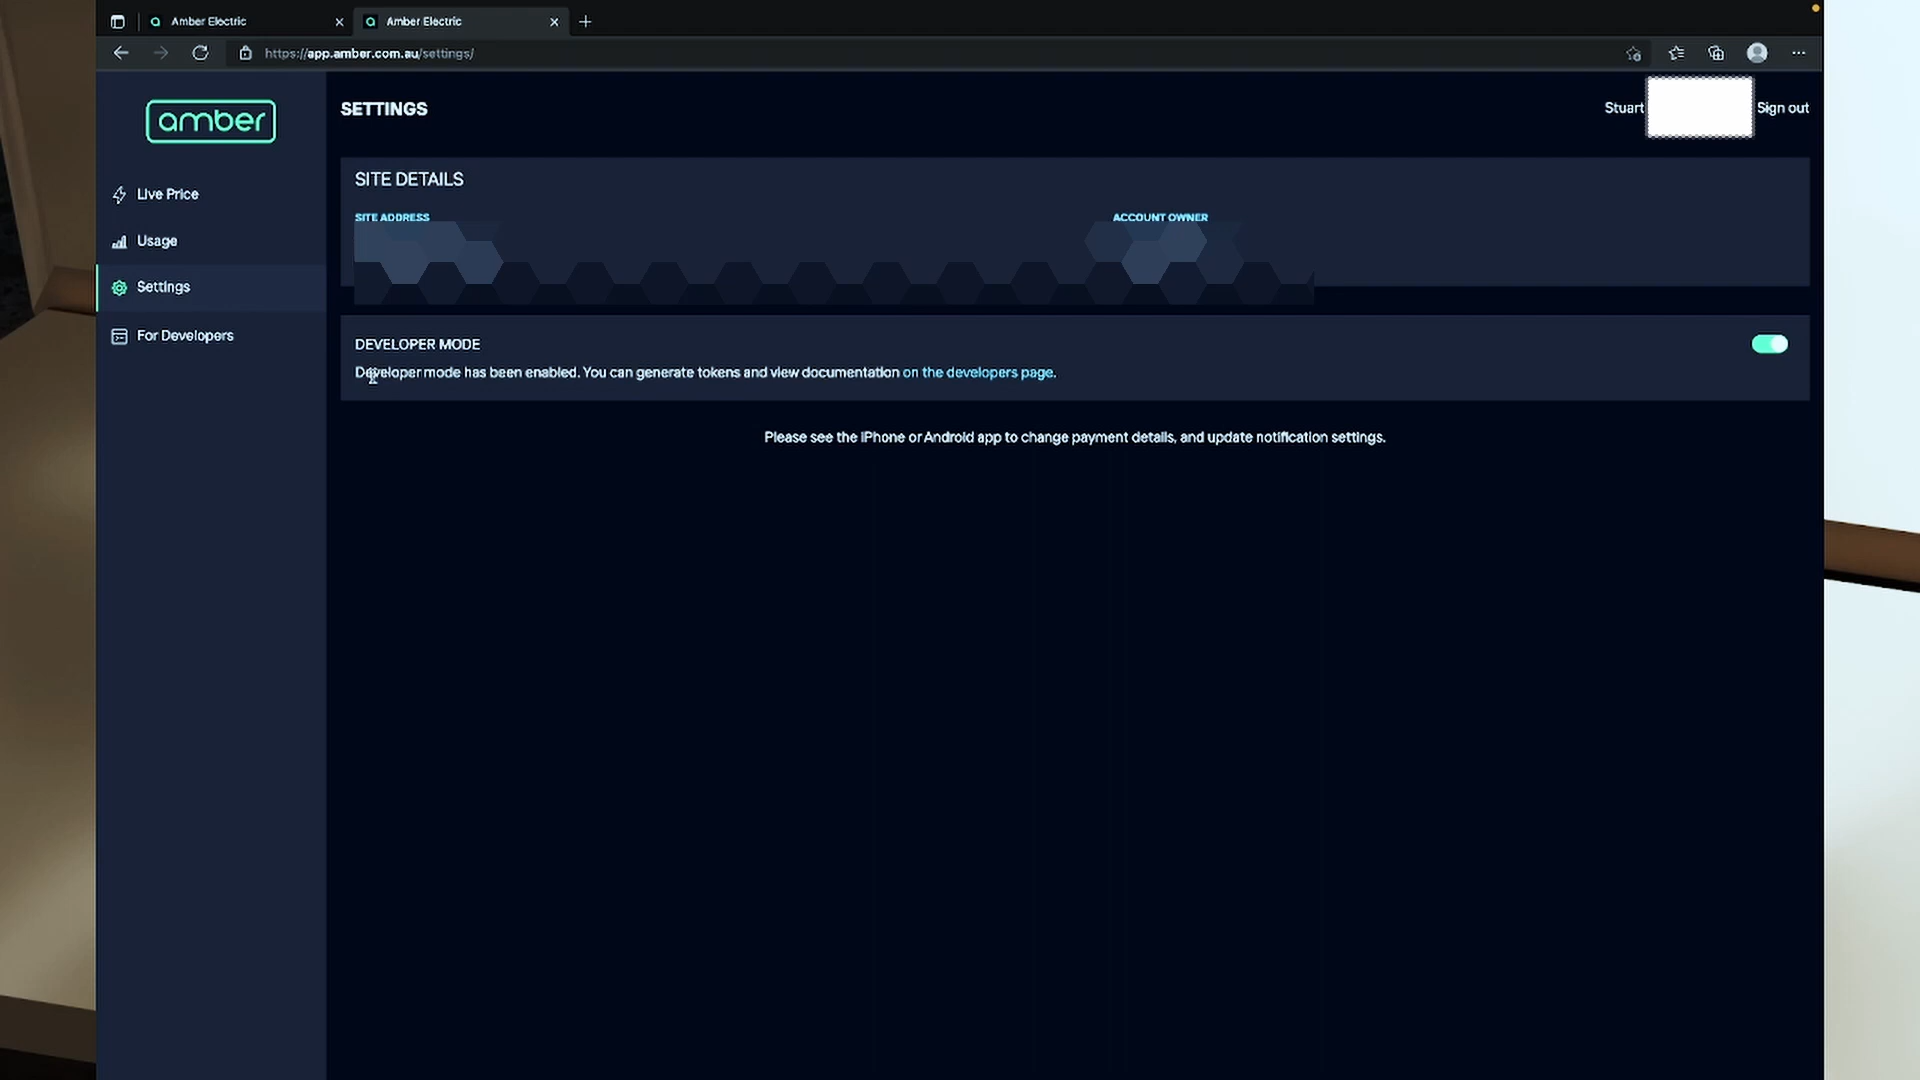 Amber Electric
Amber Electric
https://app.amber.com.au/settings/
amber
SETTINGS
Stuart
Sign out
Live Price
Usage
Settings
For Developers
SITE DETAILS
SITE ADDRESS
ACCOUNT OWNER
DEVELOPER MODE
Developer mode has been enabled. You can generate tokens and view documentation on the developers page.
Please see the iPhone or Android app to change payment details, and update notification settings.